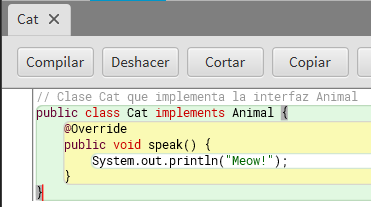 Cat ×
Compilar Deshacer Cortar Copiar
// Clase Cat que implementa la interfaz Animal
public class Cat implements Animal {
@Override
public void speak() {
System.out.println("Meow!");
}
}